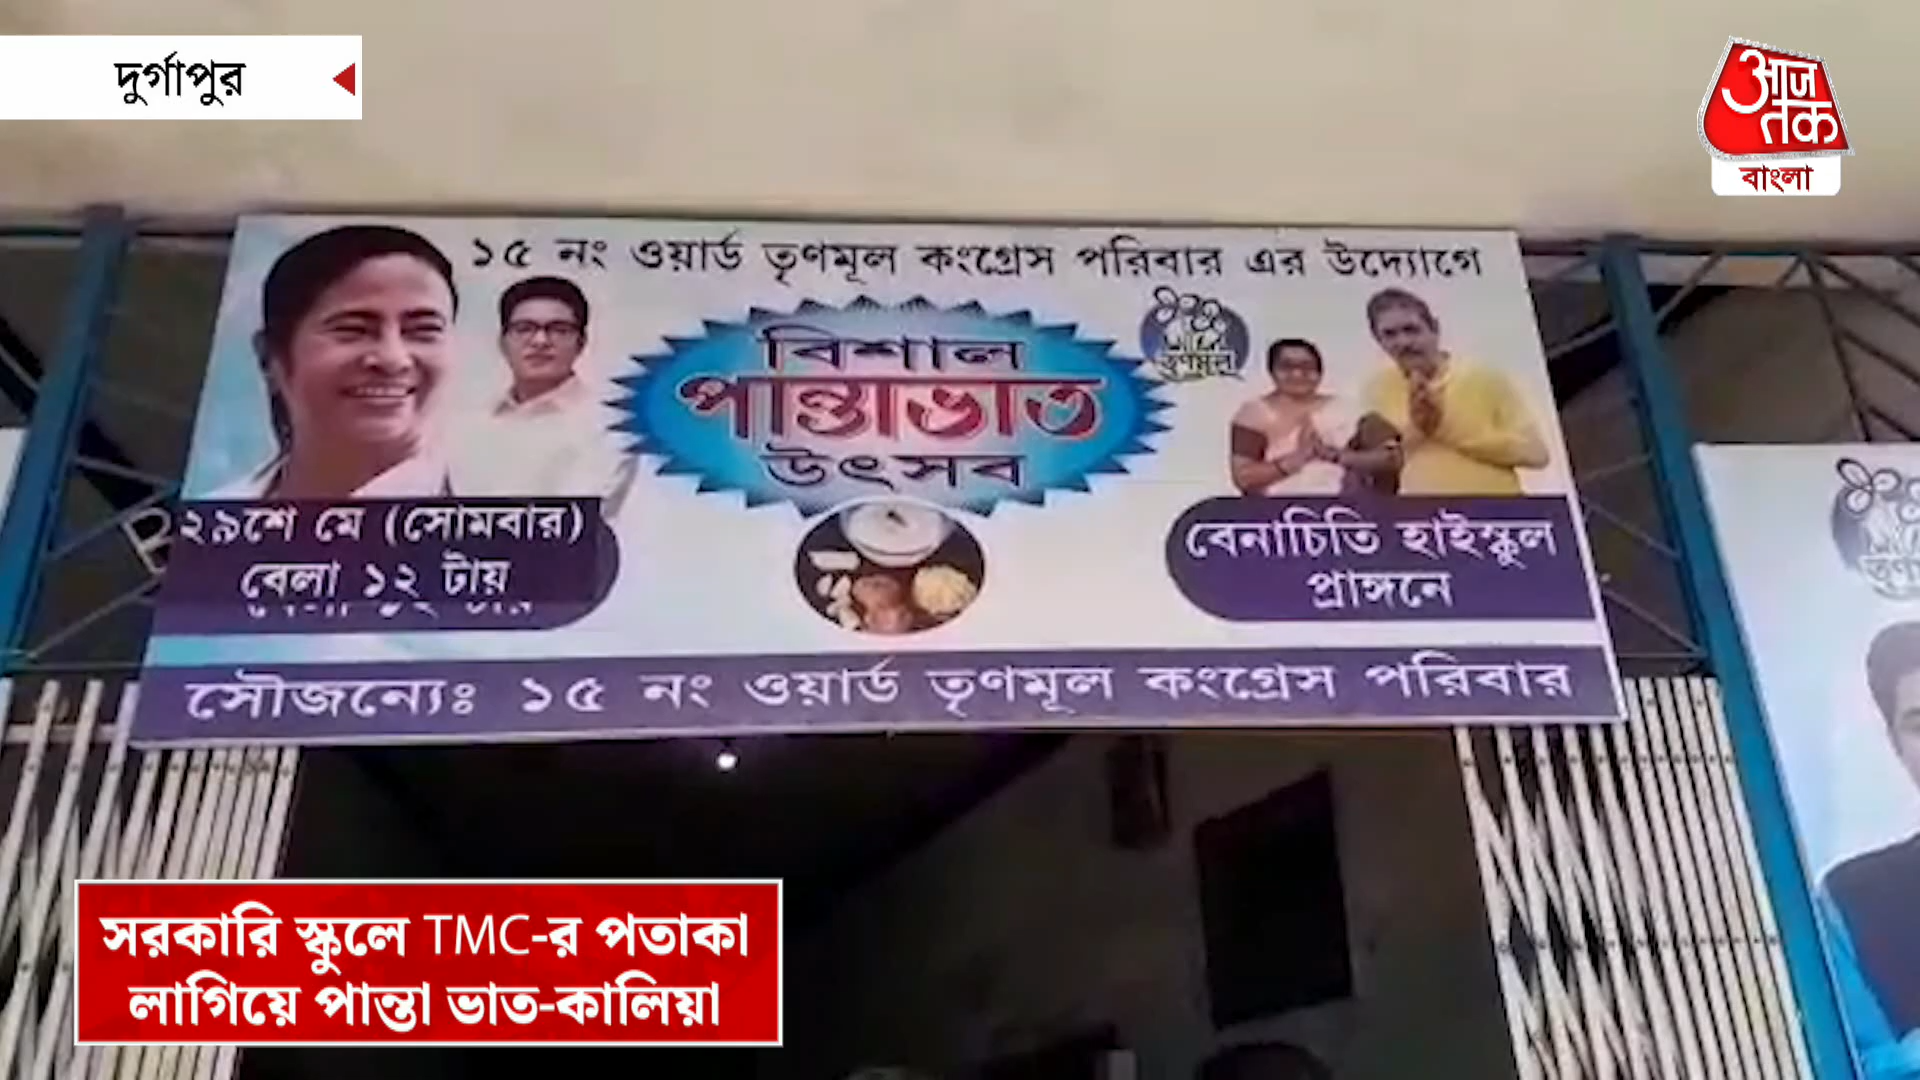 দুর্গাপুর
আজ
তক
বাংলা
১৫ নং ওয়ার্ড তৃণমূল কংগ্রেস পরিবার এর উদ্যোগে
বিশাল
পান্তাভাত
উৎসব
তৃণমূল
২৯শে মে (সোমবার)
বেলা ১২ টায়
বেনাচিতি হাইস্কুল
প্রাঙ্গনে
সৌজন্যেঃ ১৫ নং ওয়ার্ড তৃণমূল কংগ্রেস পরিবার
সরকারি স্কুলে TMC-র পতাকা
লাগিয়ে পান্তা ভাত-কালিয়া